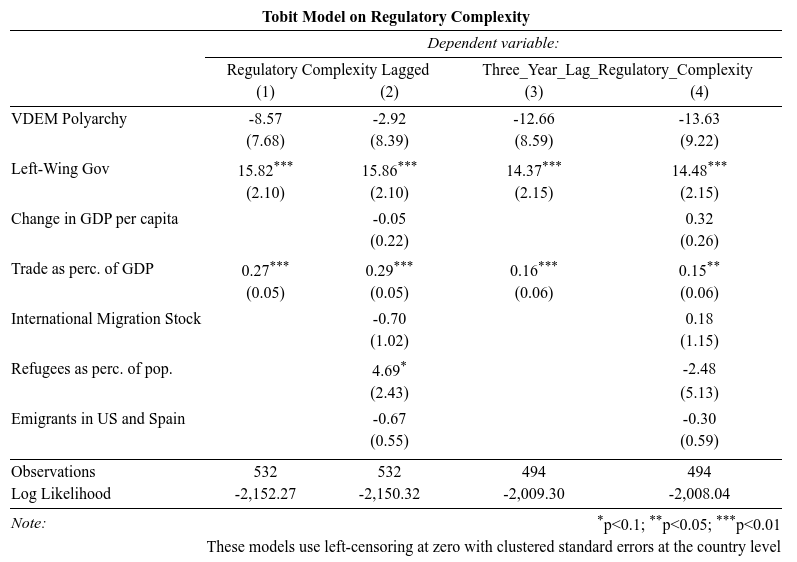 Tobit Model on Regulatory Complexity
Dependent variable:
Regulatory Complexity Lagged Three_Year_Lag_Regulatory_Complexity
(1) (2) (3) (4)
VDEM Polyarchy -8.57 -2.92 -12.66 -13.63
(7.68) (8.39) (8.59) (9.22)
Left-Wing Gov 15.82*** 15.86*** 14.37*** 14.48***
(2.10) (2.10) (2.15) (2.15)
Change in GDP per capita -0.05 0.32
(0.22) (0.26)
Trade as perc. of GDP 0.27*** 0.29*** 0.16*** 0.15**
(0.05) (0.05) (0.06) (0.06)
International Migration Stock -0.70 0.18
(1.02) (1.15)
Refugees as perc. of pop. 4.69* -2.48
(2.43) (5.13)
Emigrants in US and Spain -0.67 -0.30
(0.55) (0.59)
Observations 532 532 494 494
Log Likelihood -2,152.27 -2,150.32 -2,009.30 -2,008.04
Note: *p<0.1; **p<0.05; ***p<0.01
These models use left-censoring at zero with clustered standard errors at the country level